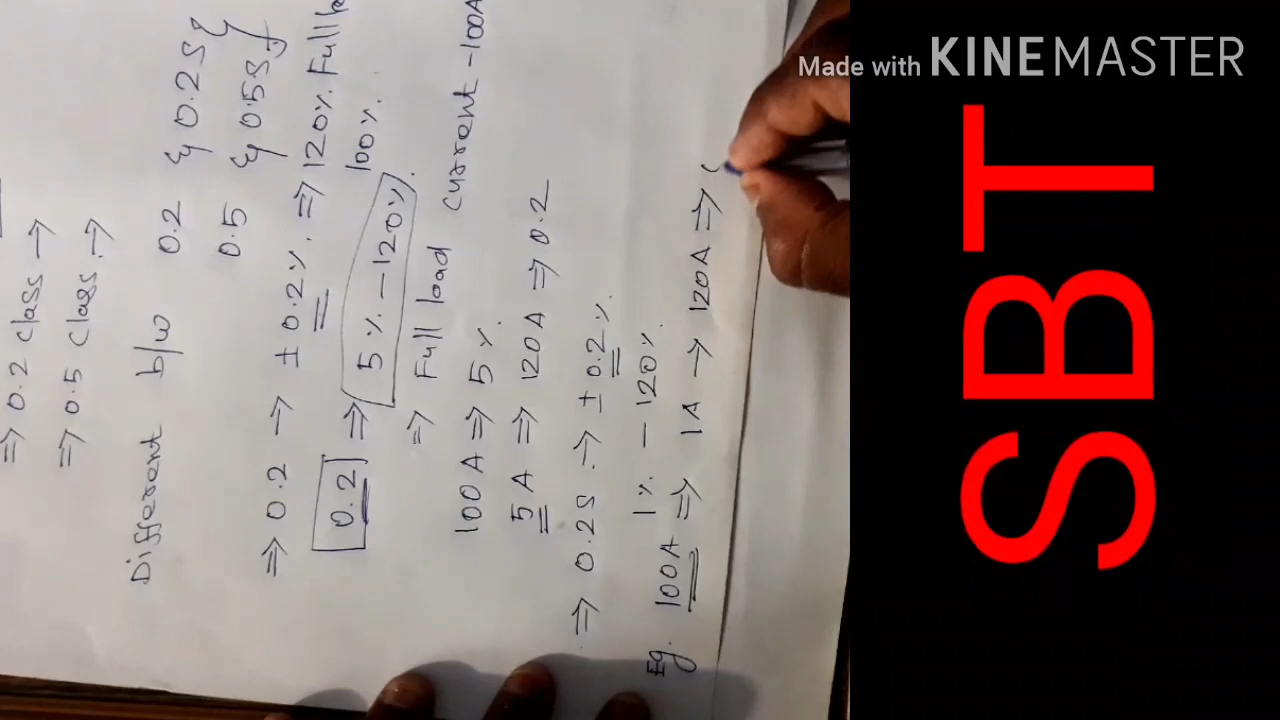 ⇒ 0.2 class →
⇒ 0.5 class. →
Different b/w 0.2 & 0.2S }
0.5 & 0.5S }
⇒ 0.2 → ± 0.2%. ⇒ 120% Full
0.2 ⇒ 5% - 120%. 100%.
⇒ Full load current - 100A
100A ⇒ 5%.
5A ⇒ 120A ⇒ 0.2
⇒ 0.2S ⇒ ± 0.2%.
1% - 120%.
Eg. 100A ⇒ 1A → 120A ⇒
Made with KINEMASTER
SBT